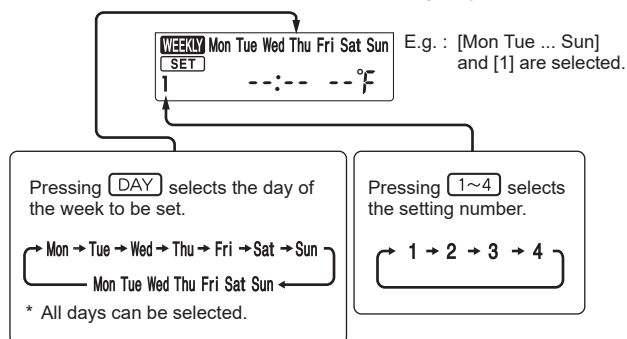 WEEKLY Mon Tue Wed Thu Fri Sat Sun
SET
1 --:-- --°F
E.g. : [Mon Tue ... Sun]
and [1] are selected.
Pressing DAY selects the day of
the week to be set.
Mon → Tue → Wed → Thu → Fri → Sat → Sun
Mon Tue Wed Thu Fri Sat Sun
* All days can be selected.
Pressing 1~4 selects
the setting number.
1 → 2 → 3 → 4